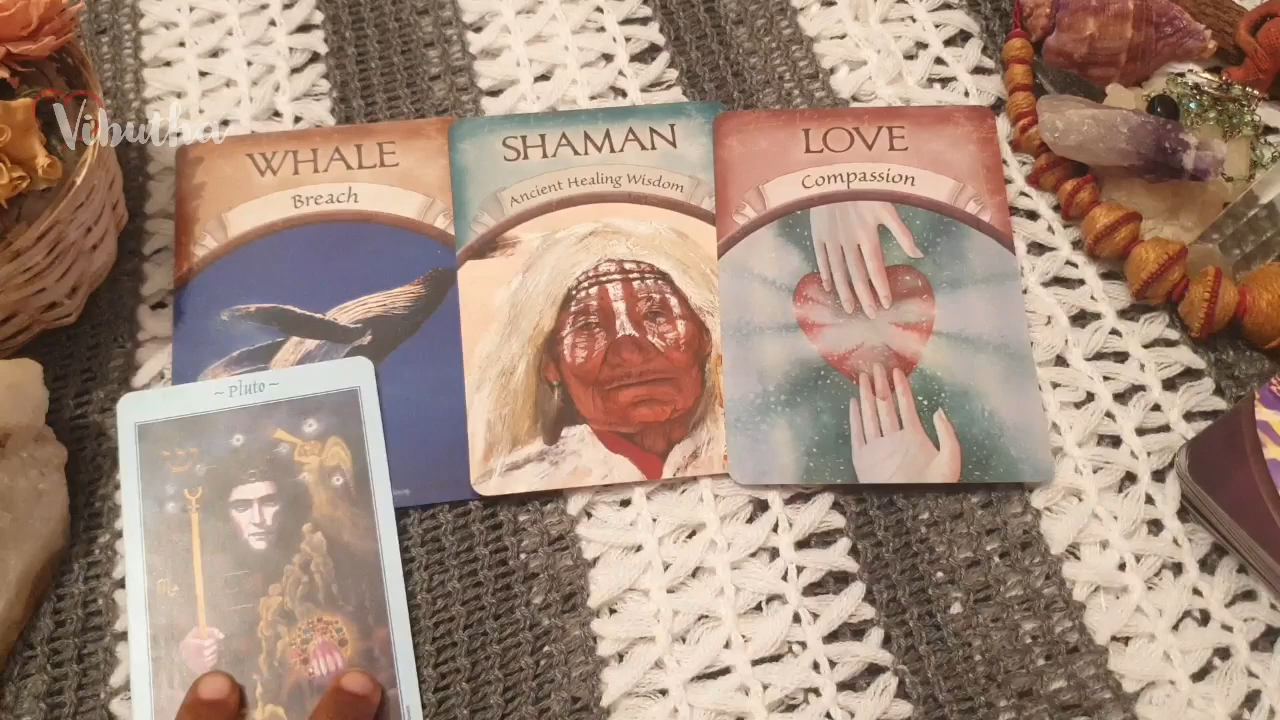 Vibutha
WHALE
Breach
SHAMAN
Ancient Healing Wisdom
LOVE
Compassion
~ Pluto ~